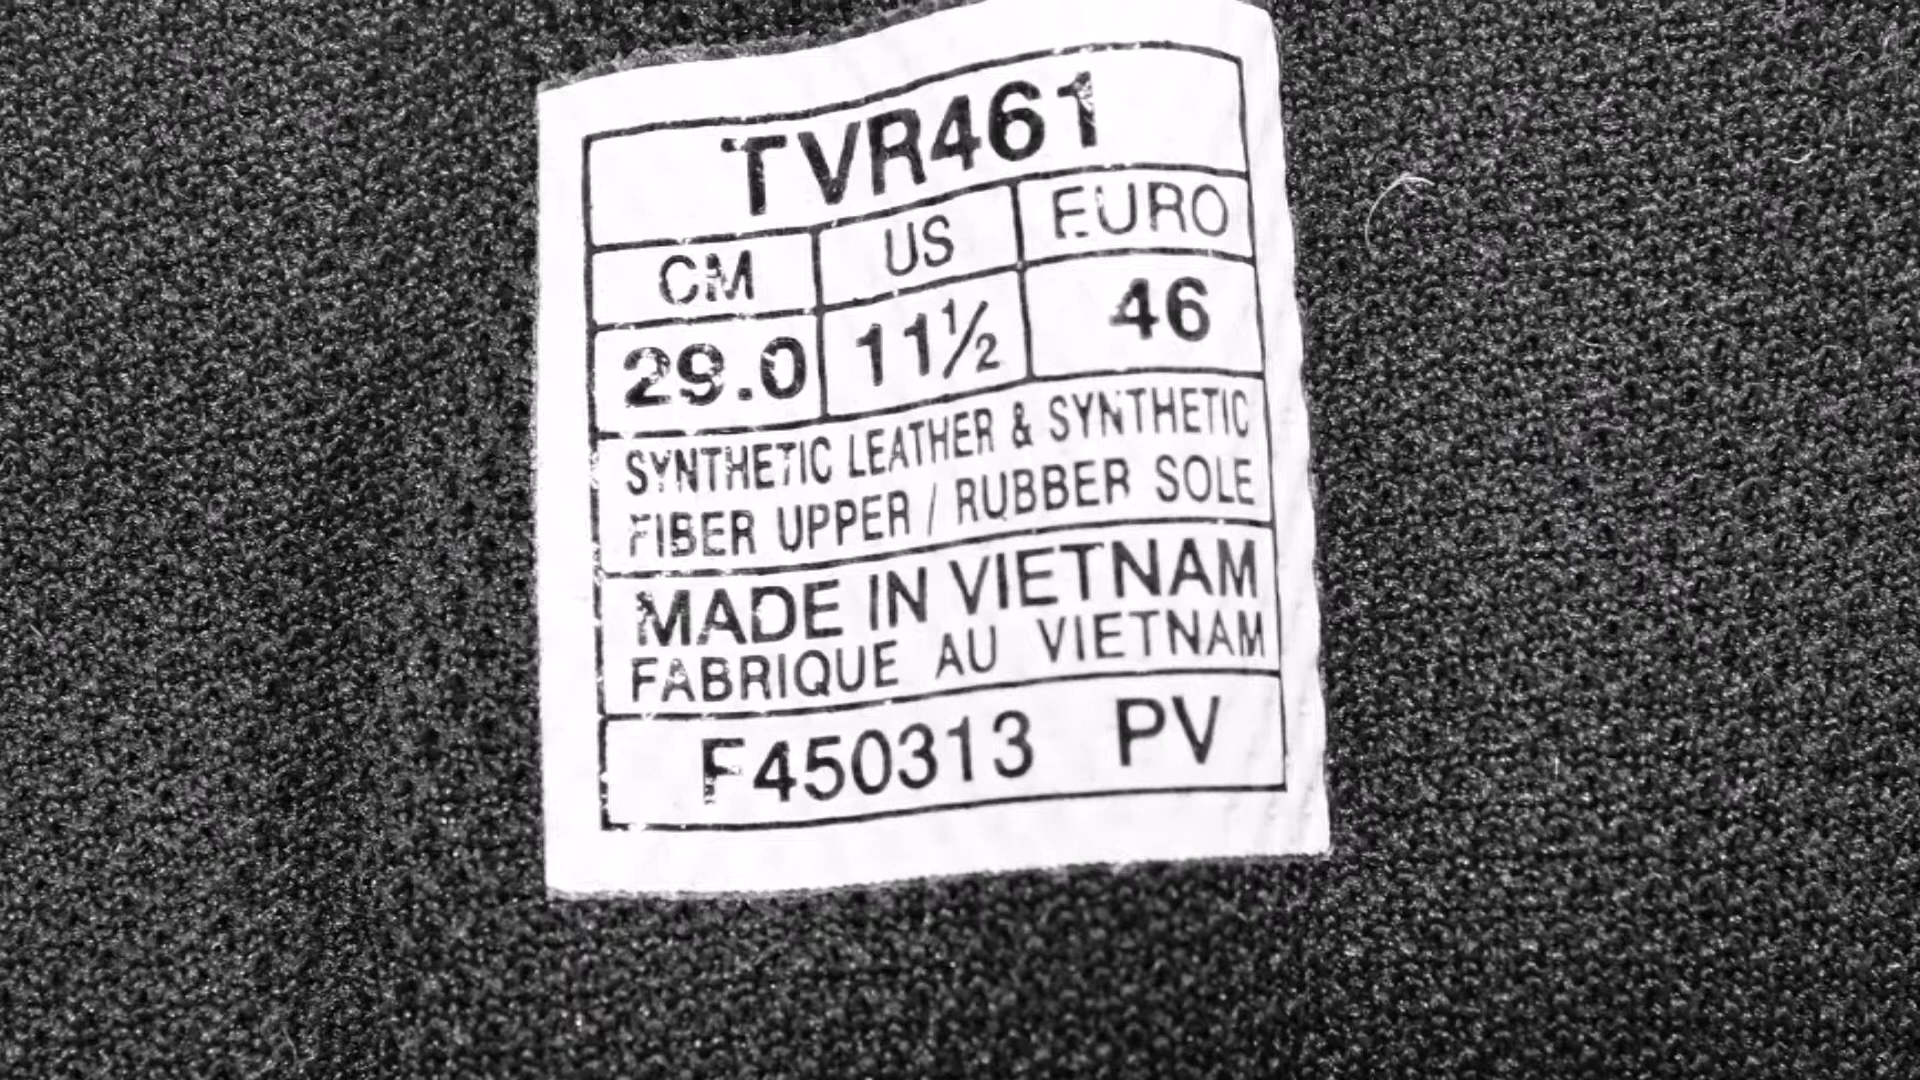 TVR461
CM US EURO
29.0 11½ 46
SYNTHETIC LEATHER & SYNTHETIC
FIBER UPPER / RUBBER SOLE
MADE IN VIETNAM
FABRIQUE AU VIETNAM
F450313 PV